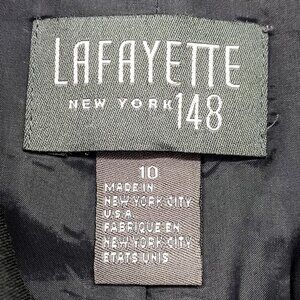 LAFAYETTE
NEW YORK 148
10
MADE IN
NEW YORK CITY
U.S.A
FABRIQUE EN
NEW YORK CITY
ETATS UNIS